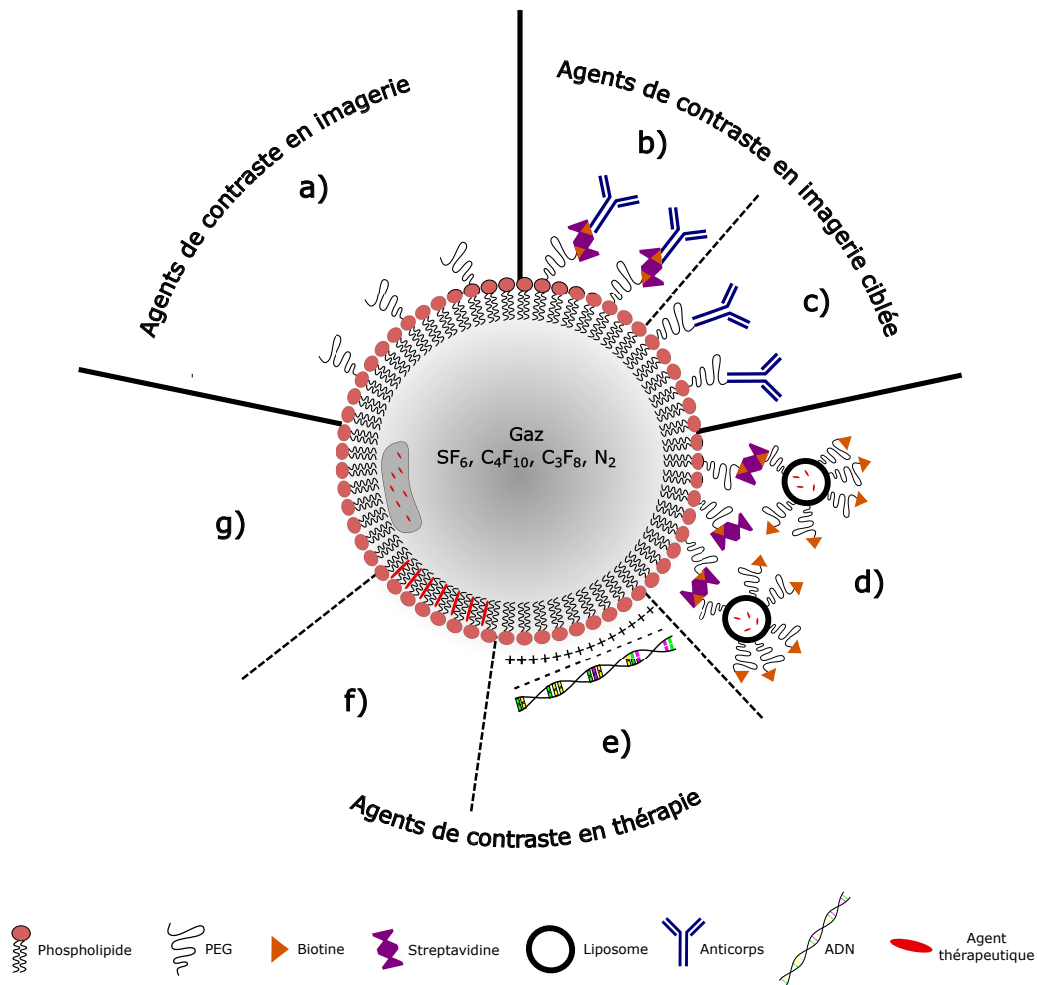 Agents de contraste en imagerie
a)
Agents de contraste en imagerie ciblée
b)
c)
Gaz
SF6, C4F10, C3F8, N2
g)
d)
f)
+++++++++++++++
e)
Agents de contraste en thérapie
Phospholipide
PEG
Biotine
Streptavidine
Liposome
Anticorps
ADN
Agent
thérapeutique